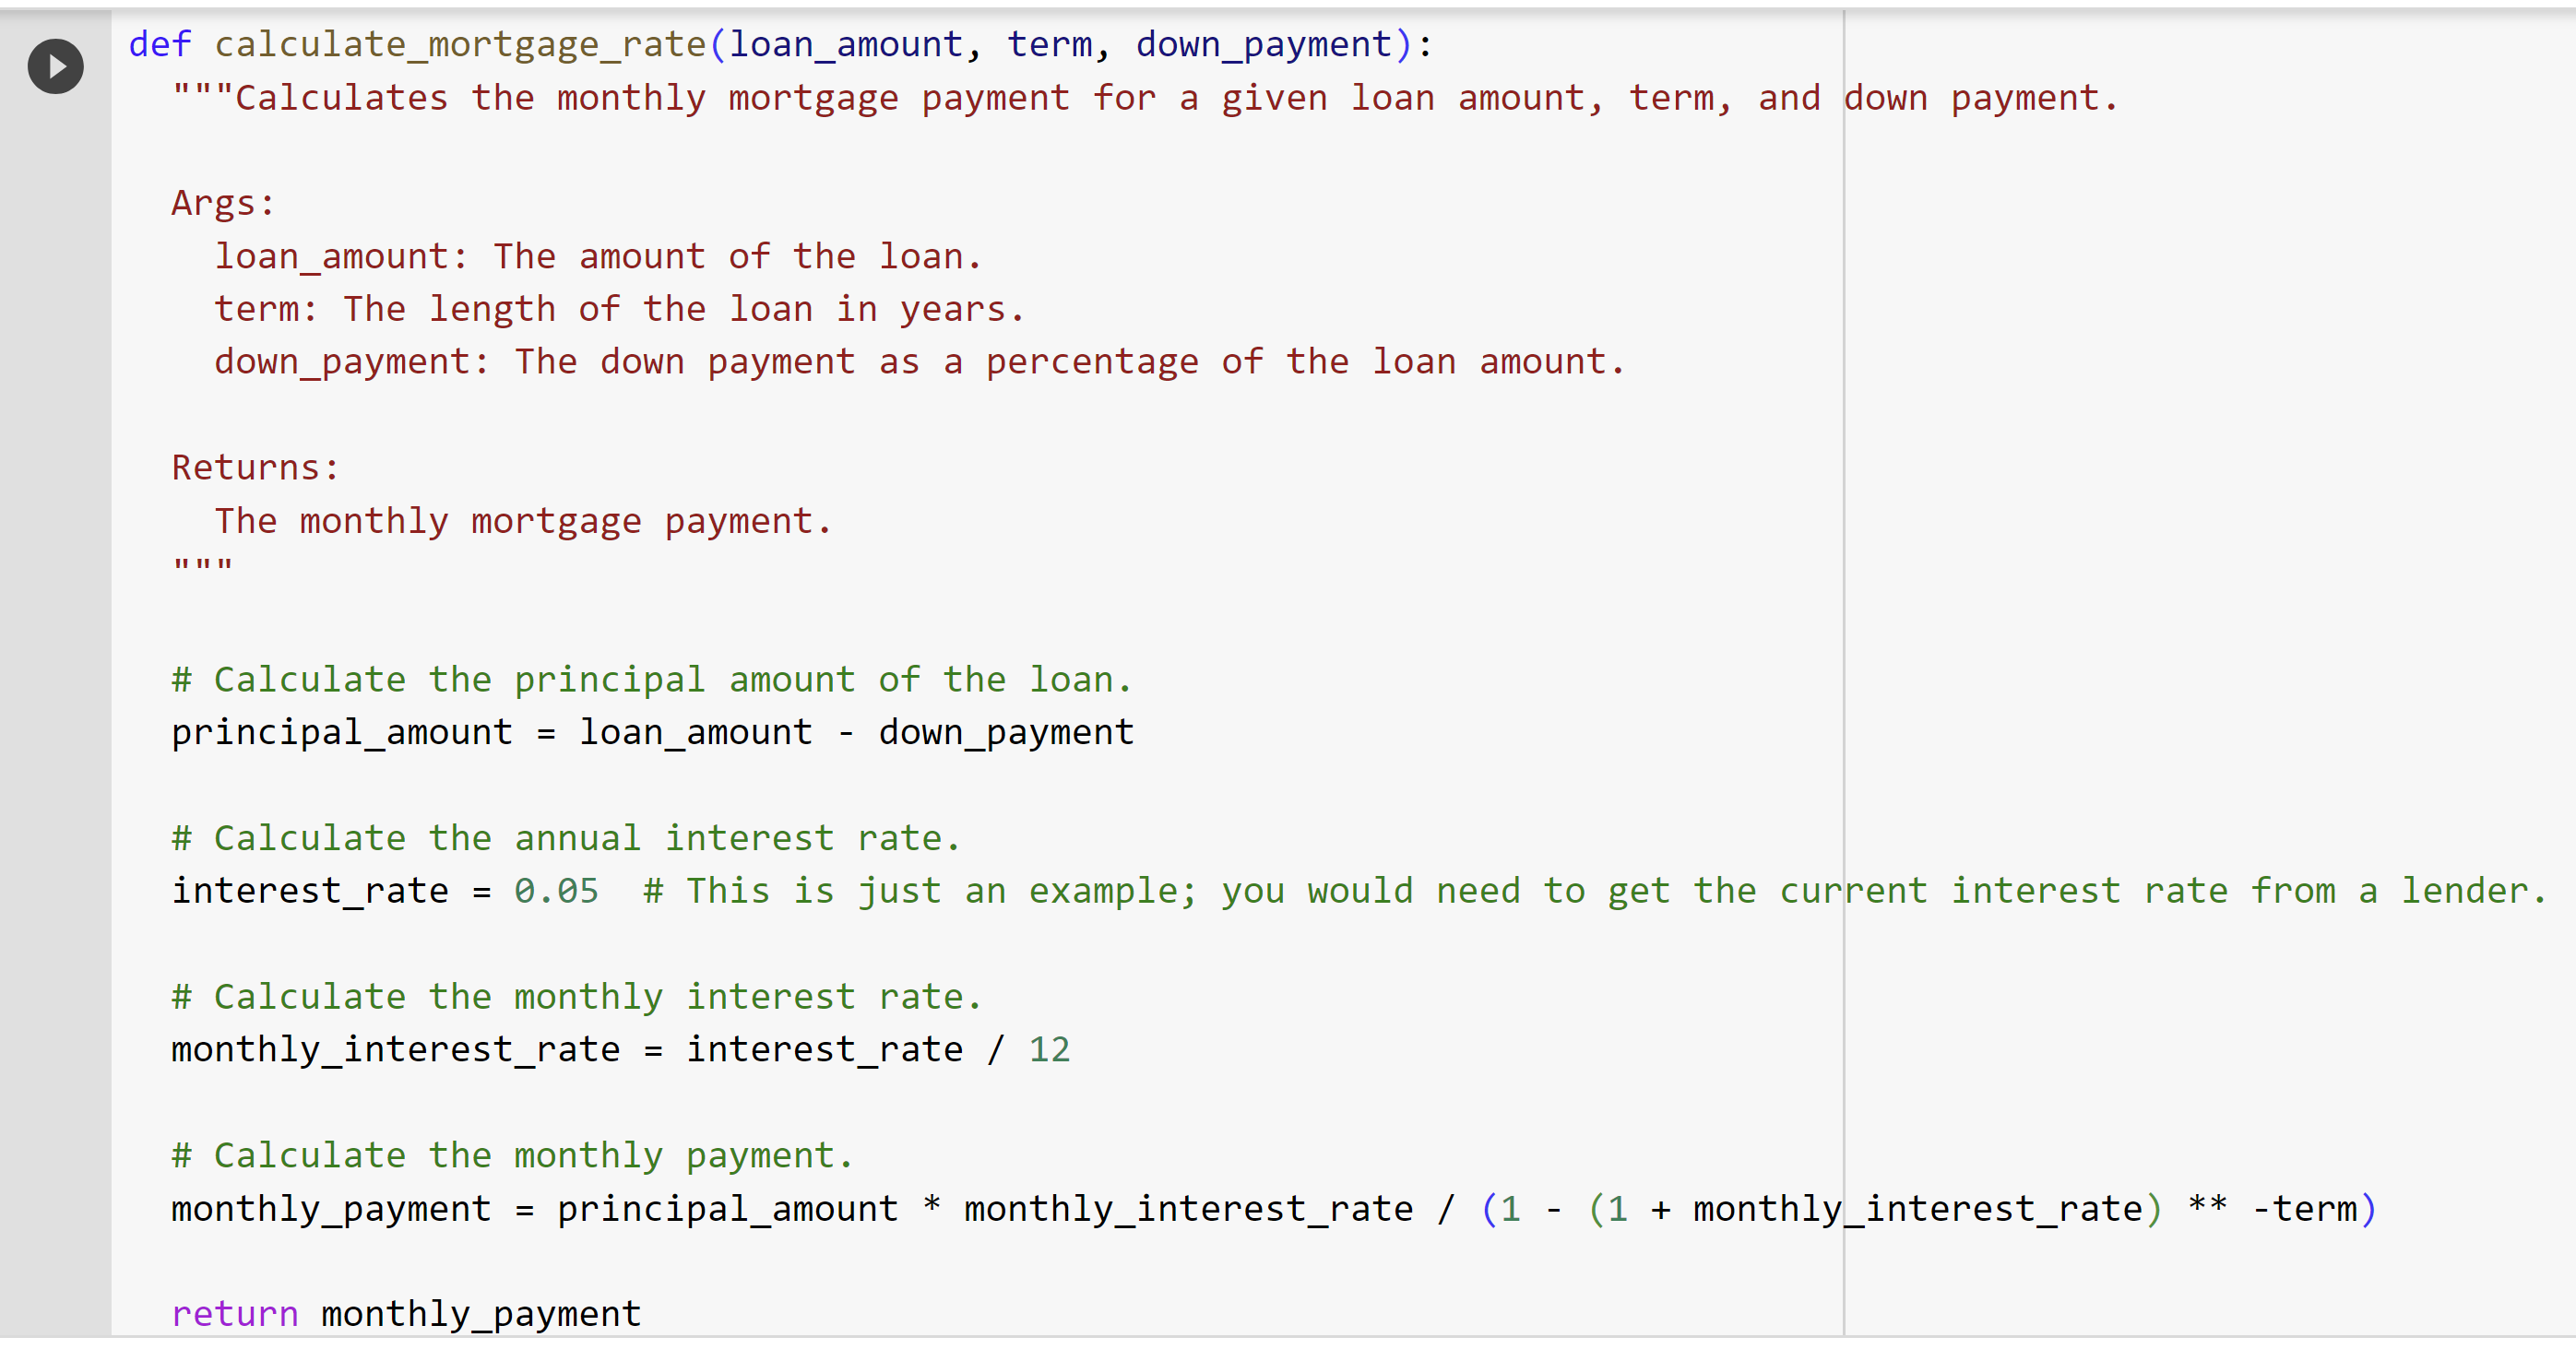 def calculate_mortgage_rate(loan_amount, term, down_payment):
  """Calculates the monthly mortgage payment for a given loan amount, term, and down payment.

  Args:
    loan_amount: The amount of the loan.
    term: The length of the loan in years.
    down_payment: The down payment as a percentage of the loan amount.

  Returns:
    The monthly mortgage payment.
  """

  # Calculate the principal amount of the loan.
  principal_amount = loan_amount - down_payment

  # Calculate the annual interest rate.
  interest_rate = 0.05  # This is just an example; you would need to get the current interest rate from a lender.

  # Calculate the monthly interest rate.
  monthly_interest_rate = interest_rate / 12

  # Calculate the monthly payment.
  monthly_payment = principal_amount * monthly_interest_rate / (1 - (1 + monthly_interest_rate) ** -term)

  return monthly_payment